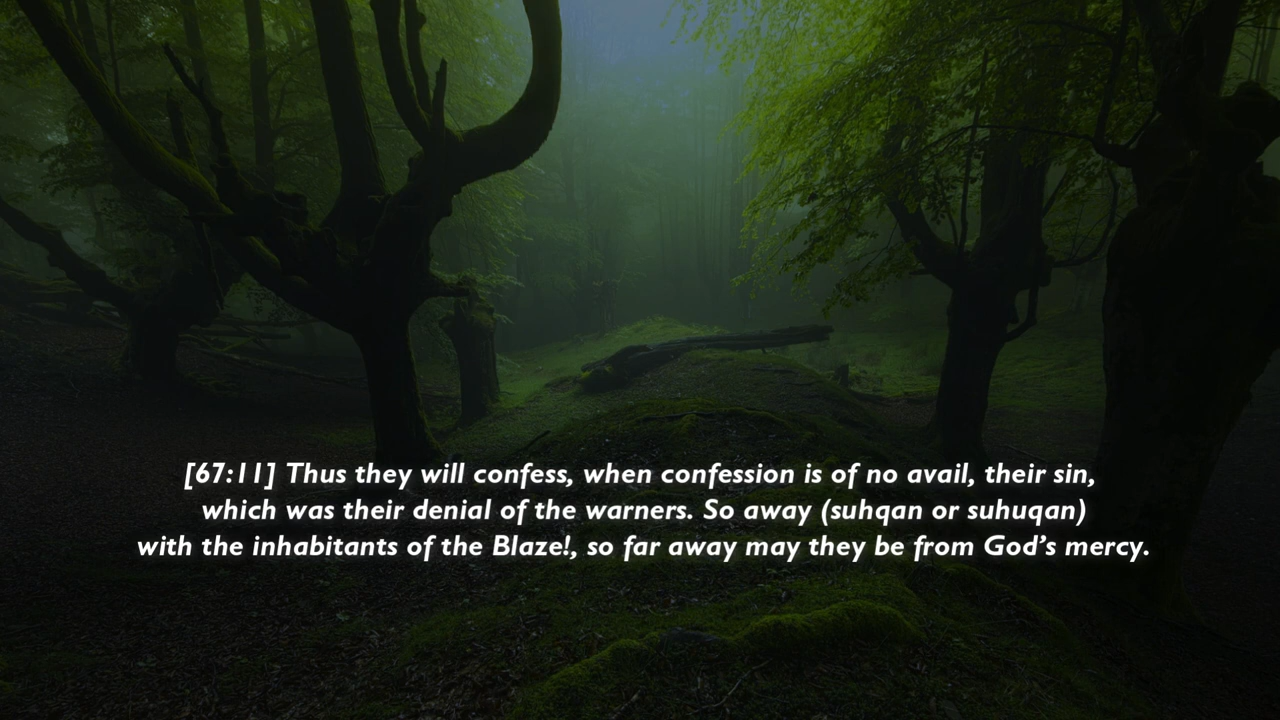 [67:11] Thus they will confess, when confession is of no avail, their sin,
which was their denial of the warners. So away (suhqan or suhuqan)
with the inhabitants of the Blaze!, so far away may they be from God’s mercy.